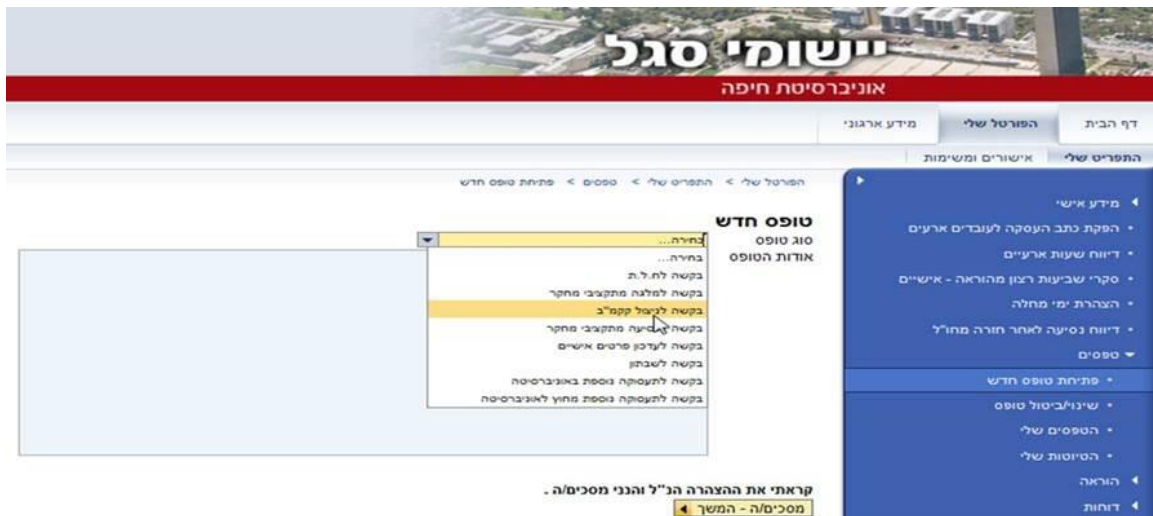 יישומי סגל
אוניברסיטת חיפה
דף הבית
הפורטל שלי
מידע ארגוני
התפריט שלי
אישורים ומשימות
מידע אישי
הפקת כתב העסקה לעובדים ארעים
דיווח שעות ארעיים
סקרי שביעות רצון מהוראה - אישיים
הצהרת ימי מחלה
דיווח נסיעה לאחר חזרה מחו"ל
טפסים
פתיחת טופס חדש
שינוי/ביטול טופס
הטפסים שלי
הטיוטות שלי
הוראה
דוחות
הפורטל שלי > התפריט שלי > טפסים > פתיחת טופס חדש
טופס חדש
סוג טופס
בחירה...
אודות הטופס
בחירה...
בקשה לח.ל.ת
בקשה למלגה מתקציבי מחקר
בקשה לניצול קקמ"ב
בקשה נסיעה מתקציבי מחקר
בקשה לעדכון פרטים אישיים
בקשה לשבתון
בקשה לתעסוקה נוספת באוניברסיטה
בקשה לתעסוקה נוספת מחוץ לאוניברסיטה
קראתי את ההצהרה הנ"ל והנני מסכים/ה .
מסכים/ה - המשך